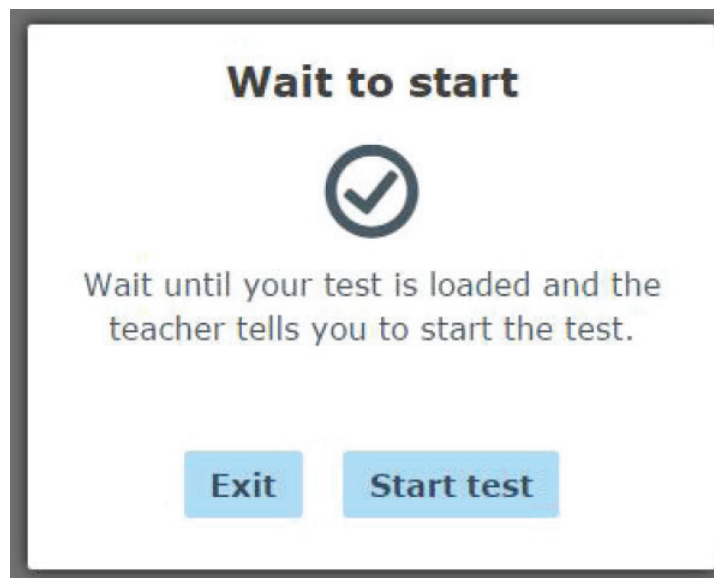 Wait to start
Wait until your test is loaded and the
teacher tells you to start the test.
Exit
Start test